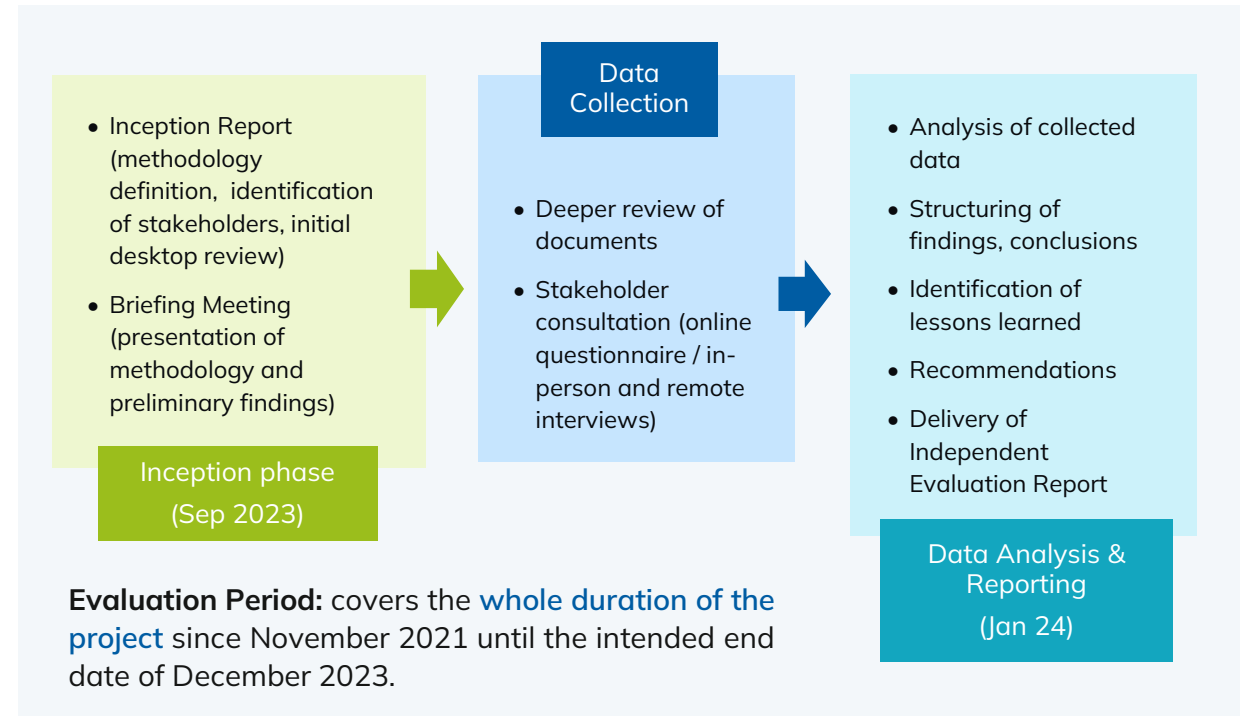 • Inception Report
(methodology
definition,  identification
of stakeholders, initial
desktop review)
• Briefing Meeting
(presentation of
methodology and
preliminary findings)
Inception phase
(Sep 2023)
Data
Collection
• Deeper review of
documents
• Stakeholder
consultation (online
questionnaire / in-
person and remote
interviews)
• Analysis of collected
data
• Structuring of
findings, conclusions
• Identification of
lessons learned
• Recommendations
• Delivery of
Independent
Evaluation Report
Data Analysis &
Reporting
(Jan 24)
Evaluation Period: covers the whole duration of the
project since November 2021 until the intended end
date of December 2023.